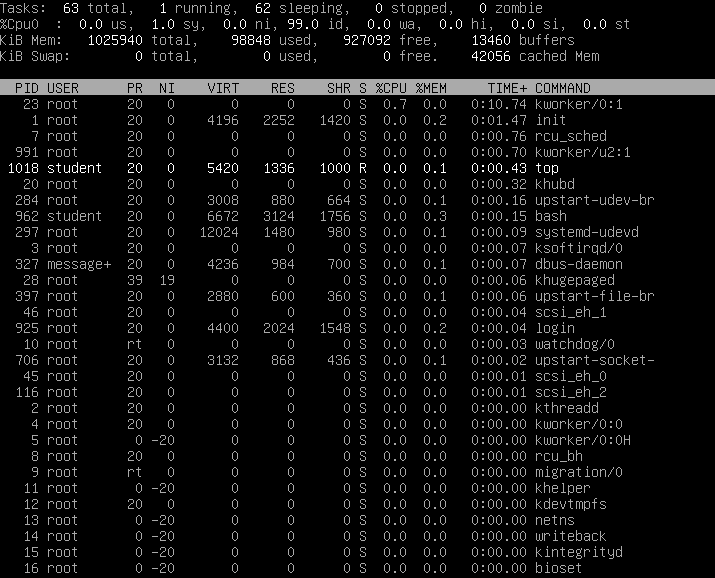 Tasks:  63 total,   1 running,  62 sleeping,   0 stopped,   0 zombie
%Cpu0  :  0.0 us,  1.0 sy,  0.0 ni, 99.0 id,  0.0 wa,  0.0 hi,  0.0 si,  0.0 st
KiB Mem:   1025940 total,    98848 used,   927092 free,    13460 buffers
KiB Swap:        0 total,        0 used,        0 free.    42056 cached Mem
PID USER      PR  NI    VIRT    RES    SHR S %CPU %MEM     TIME+ COMMAND
23 root      20   0       0      0      0 S  0.7  0.0   0:10.74 kworker/0:1
1 root      20   0    4196   2252   1420 S  0.0  0.2   0:01.47 init
7 root      20   0       0      0      0 S  0.0  0.0   0:00.76 rcu_sched
991 root      20   0       0      0      0 S  0.0  0.0   0:00.70 kworker/u2:1
1018 student   20   0    5420   1336   1000 R  0.0  0.1   0:00.43 top
20 root      20   0       0      0      0 S  0.0  0.0   0:00.32 khubd
284 root      20   0    3008    880    664 S  0.0  0.1   0:00.16 upstart-udev-br
962 student   20   0    6672   3124   1756 S  0.0  0.3   0:00.15 bash
297 root      20   0   12024   1480    980 S  0.0  0.1   0:00.09 systemd-udevd
3 root      20   0       0      0      0 S  0.0  0.0   0:00.07 ksoftirqd/0
327 message+  20   0    4236    984    700 S  0.0  0.1   0:00.07 dbus-daemon
28 root      39  19       0      0      0 S  0.0  0.0   0:00.06 khugepaged
397 root      20   0    2880    600    360 S  0.0  0.1   0:00.06 upstart-file-br
46 root      20   0       0      0      0 S  0.0  0.0   0:00.04 scsi_eh_1
925 root      20   0    4400   2024   1548 S  0.0  0.2   0:00.04 login
10 root      rt   0       0      0      0 S  0.0  0.0   0:00.03 watchdog/0
706 root      20   0    3132    868    436 S  0.0  0.1   0:00.02 upstart-socket-
45 root      20   0       0      0      0 S  0.0  0.0   0:00.01 scsi_eh_0
116 root      20   0       0      0      0 S  0.0  0.0   0:00.01 scsi_eh_2
2 root      20   0       0      0      0 S  0.0  0.0   0:00.00 kthreadd
4 root      20   0       0      0      0 S  0.0  0.0   0:00.00 kworker/0:0
5 root       0 -20       0      0      0 S  0.0  0.0   0:00.00 kworker/0:0H
8 root      20   0       0      0      0 S  0.0  0.0   0:00.00 rcu_bh
9 root      rt   0       0      0      0 S  0.0  0.0   0:00.00 migration/0
11 root       0 -20       0      0      0 S  0.0  0.0   0:00.00 khelper
12 root      20   0       0      0      0 S  0.0  0.0   0:00.00 kdevtmpfs
13 root       0 -20       0      0      0 S  0.0  0.0   0:00.00 netns
14 root       0 -20       0      0      0 S  0.0  0.0   0:00.00 writeback
15 root       0 -20       0      0      0 S  0.0  0.0   0:00.00 kintegrityd
16 root       0 -20       0      0      0 S  0.0  0.0   0:00.00 bioset